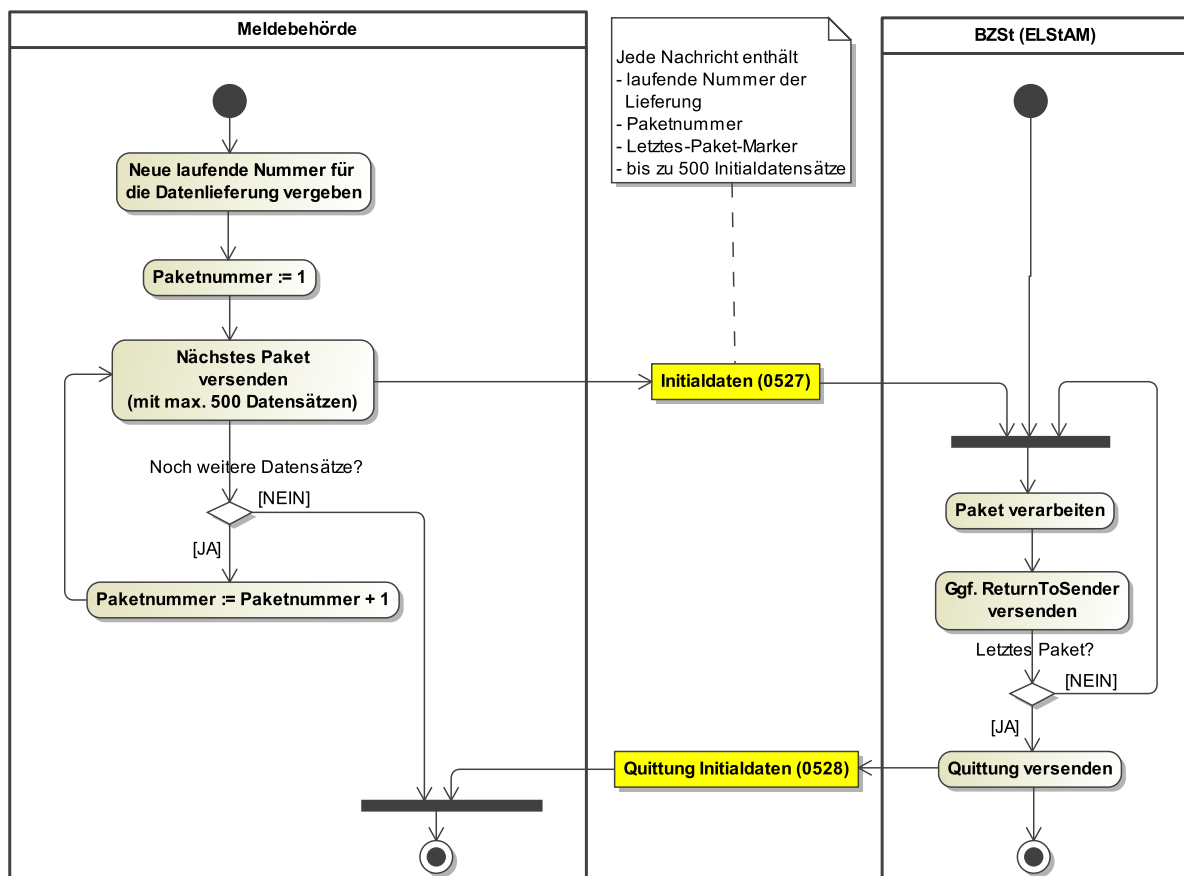 Meldebehörde
Neue laufende Nummer für
die Datenlieferung vergeben
Paketnummer := 1
Nächstes Paket
versenden
(mit max. 500 Datensätzen)
Noch weitere Datensätze?
[NEIN]
[JA]
Paketnummer := Paketnummer + 1
Jede Nachricht enthält
- laufende Nummer der
Lieferung
- Paketnummer
- Letztes-Paket-Marker
- bis zu 500 Initialdatensätze
Initialdaten (0527)
Quittung Initialdaten (0528)
BZSt (ELStAM)
Paket verarbeiten
Ggf. ReturnToSender
versenden
Letztes Paket?
[NEIN]
[JA]
Quittung versenden